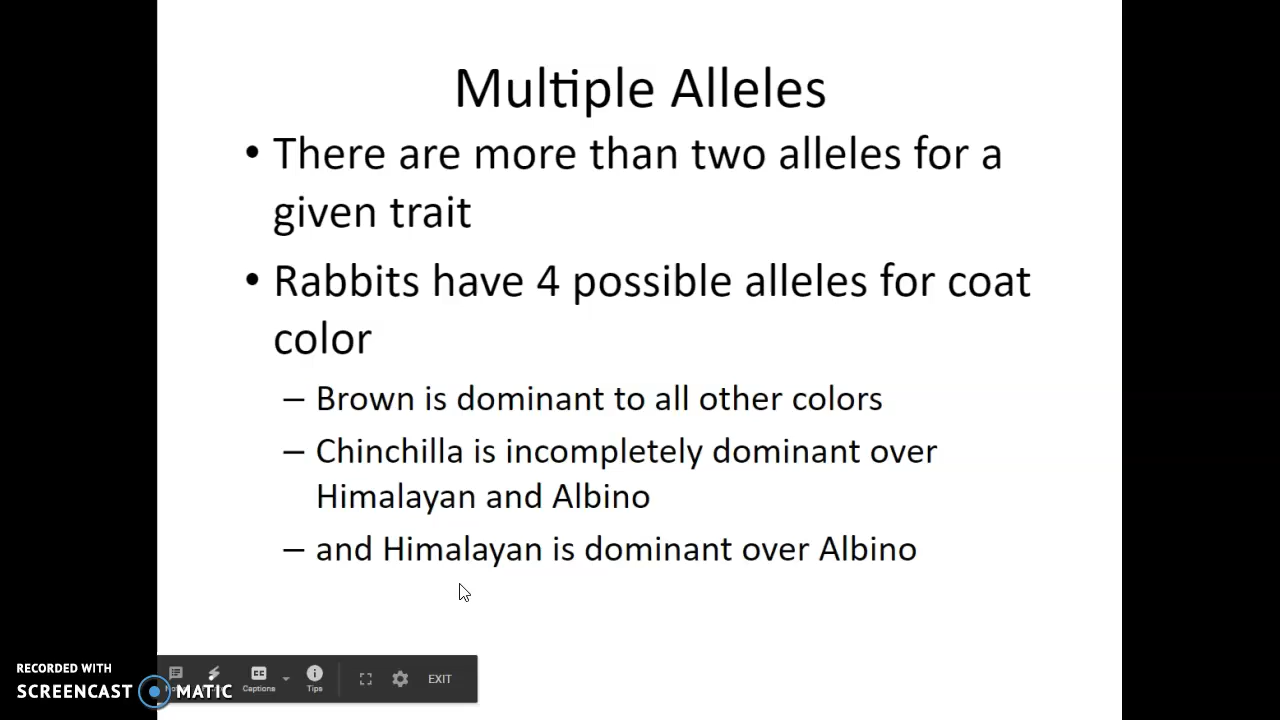 Multiple Alleles
• There are more than two alleles for a
given trait
• Rabbits have 4 possible alleles for coat
color
– Brown is dominant to all other colors
– Chinchilla is incompletely dominant over
Himalayan and Albino
– and Himalayan is dominant over Albino
RECORDED WITH
SCREENCAST MATIC
Captions
Tips
EXIT